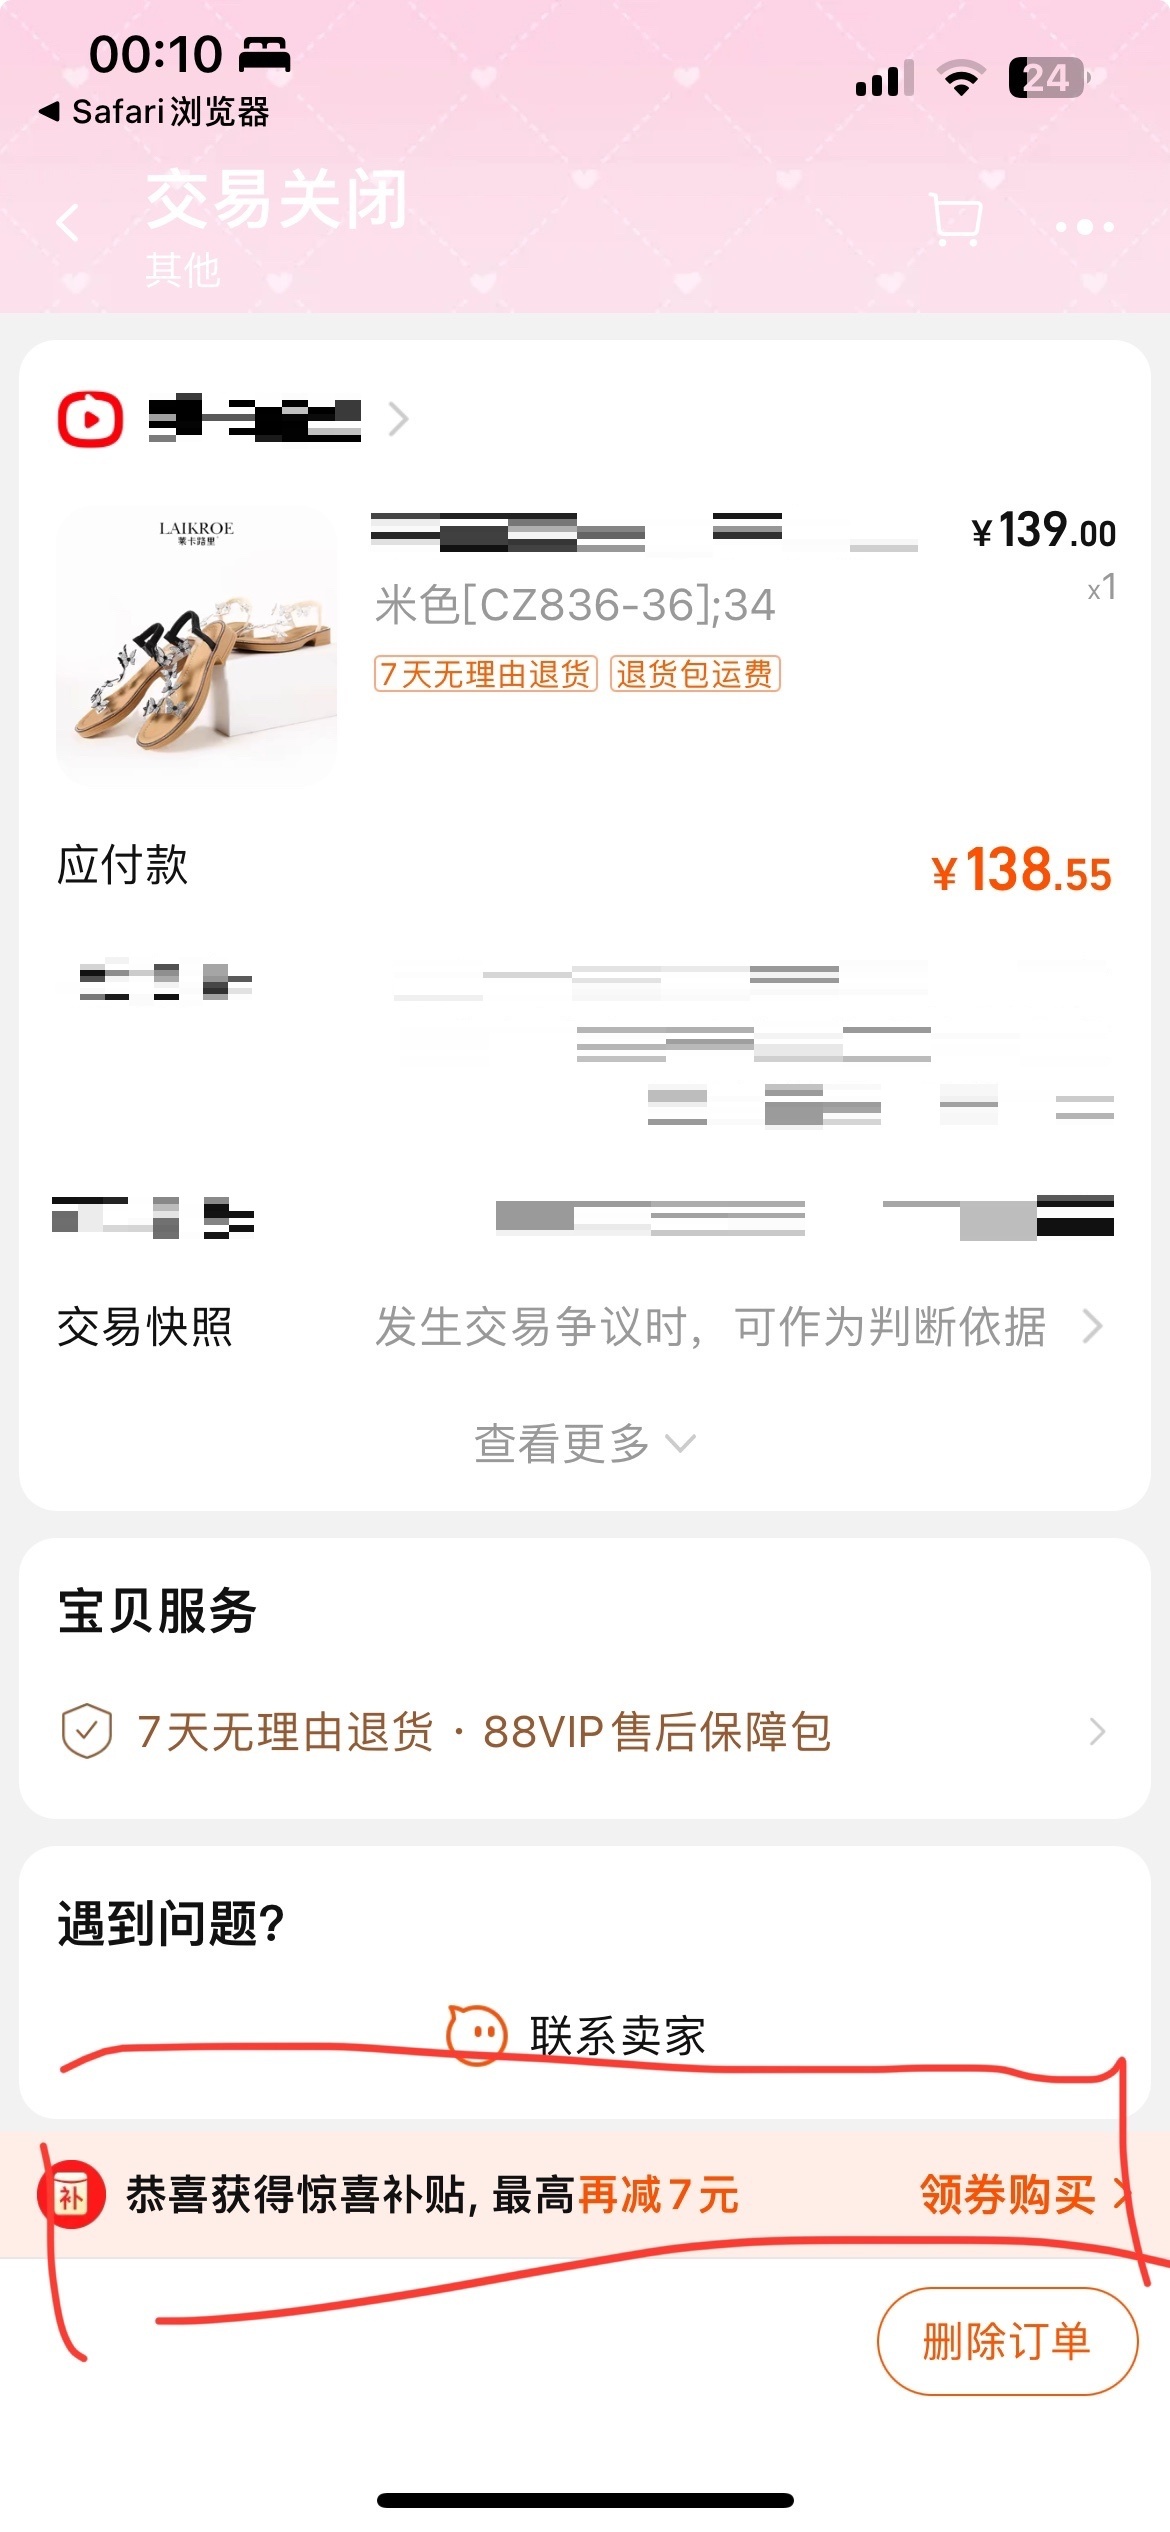 00:10
24
Safari浏览器
交易关闭
其他
LAIKROE
莱卡路里
¥139.00
米色[CZ836-36];34
x1
7天无理由退货 退货包运费
应付款 ¥138.55
交易快照 发生交易争议时，可作为判断依据
查看更多
宝贝服务
7天无理由退货 · 88VIP售后保障包
遇到问题?
联系卖家
补 恭喜获得惊喜补贴, 最高再减7元 领券购买
删除订单